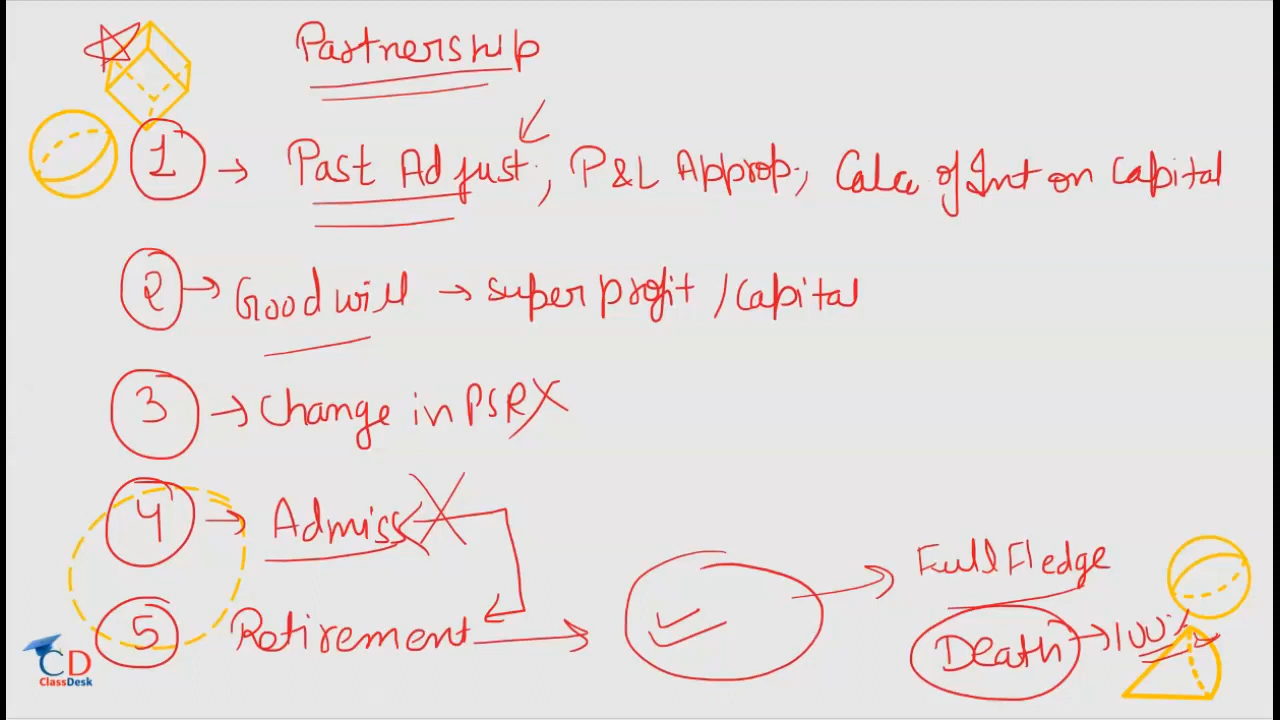 Partnership
1 → Past Adjust., P&L Approp., Calc of Int on Capital
2 → Goodwill → super profit / Capital
3 → Change in PSR X
4 → Admiss
5 Retirement
Full Fledge
Death → 100%
CD
ClassDesk